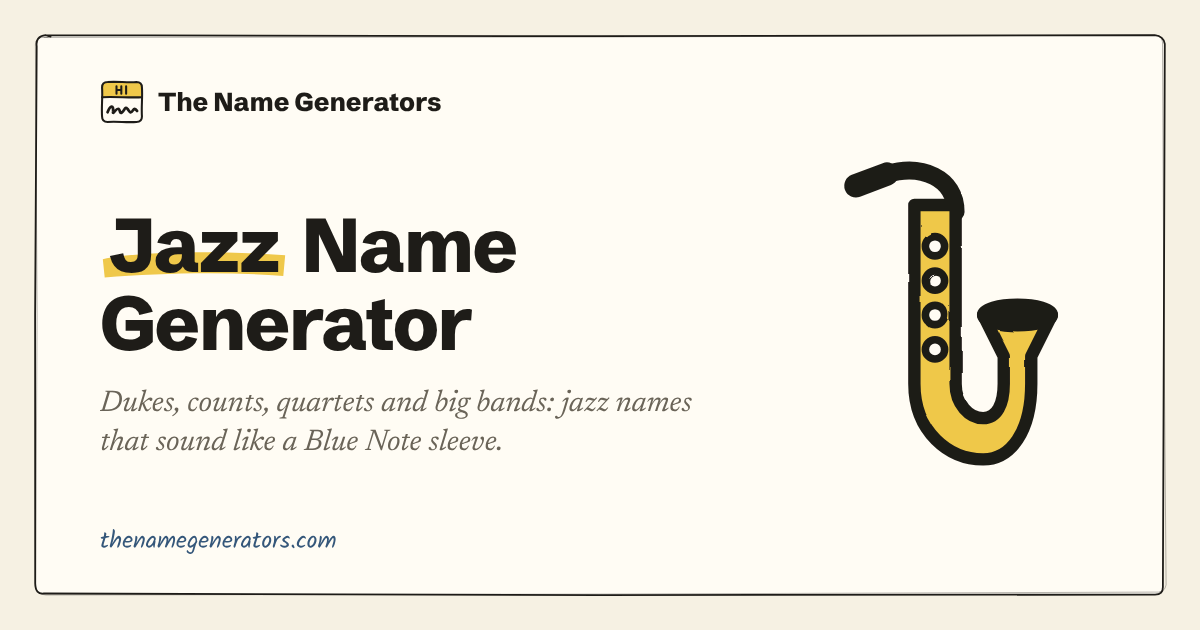 HI
The Name Generators
Jazz Name
Generator
Dukes, counts, quartets and big bands: jazz names
that sound like a Blue Note sleeve.
thenamegenerators.com